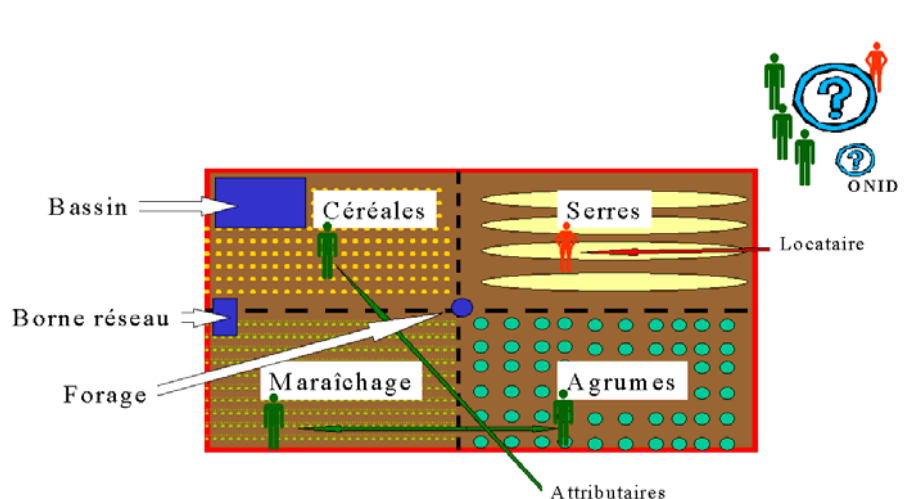 ?
?
ONID
Bassin
Céréales
Serres
Locataire
Borne réseau
Forage
Maraîchage
Agrumes
Attributaires